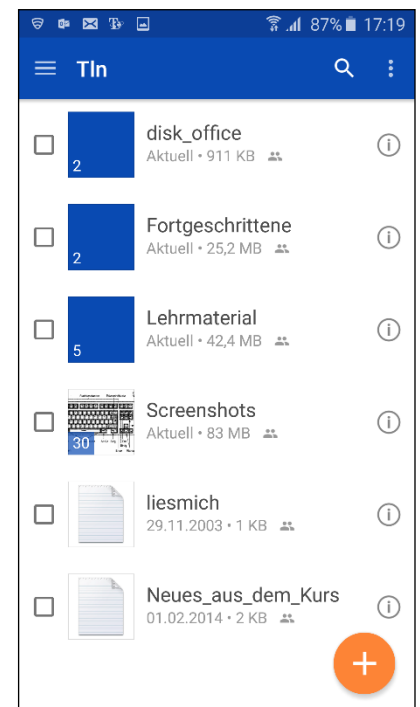 87% 17:19
Tln
disk_office
2
Aktuell • 911 KB
Fortgeschrittene
2
Aktuell • 25,2 MB
Lehrmaterial
5
Aktuell • 42,4 MB
Screenshots
30
Aktuell • 83 MB
liesmich
29.11.2003 • 1 KB
Neues_aus_dem_Kurs
01.02.2014 • 2 KB